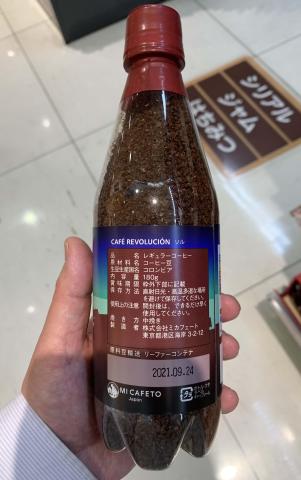 シリアル
ジャム
はちみつ
CAFÉ REVOLUCIÓN ソル
品名 レギュラーコーヒー
原材料名 コーヒー豆
生豆生産国名 コロンビア
内容量 180g
賞味期限 枠外下部に記載
保存方法 直射日光・高温多湿な場所
を避けて保存してください。
使用上の注意 開封後は、できるだけ早く
使用してください。
挽き方 中挽き
製造者 株式会社ミカフェート
東京都港区海岸 3-2-12
原料豆輸送 リーファーコンテナ
2021.09.24
MI CAFETO
Japan